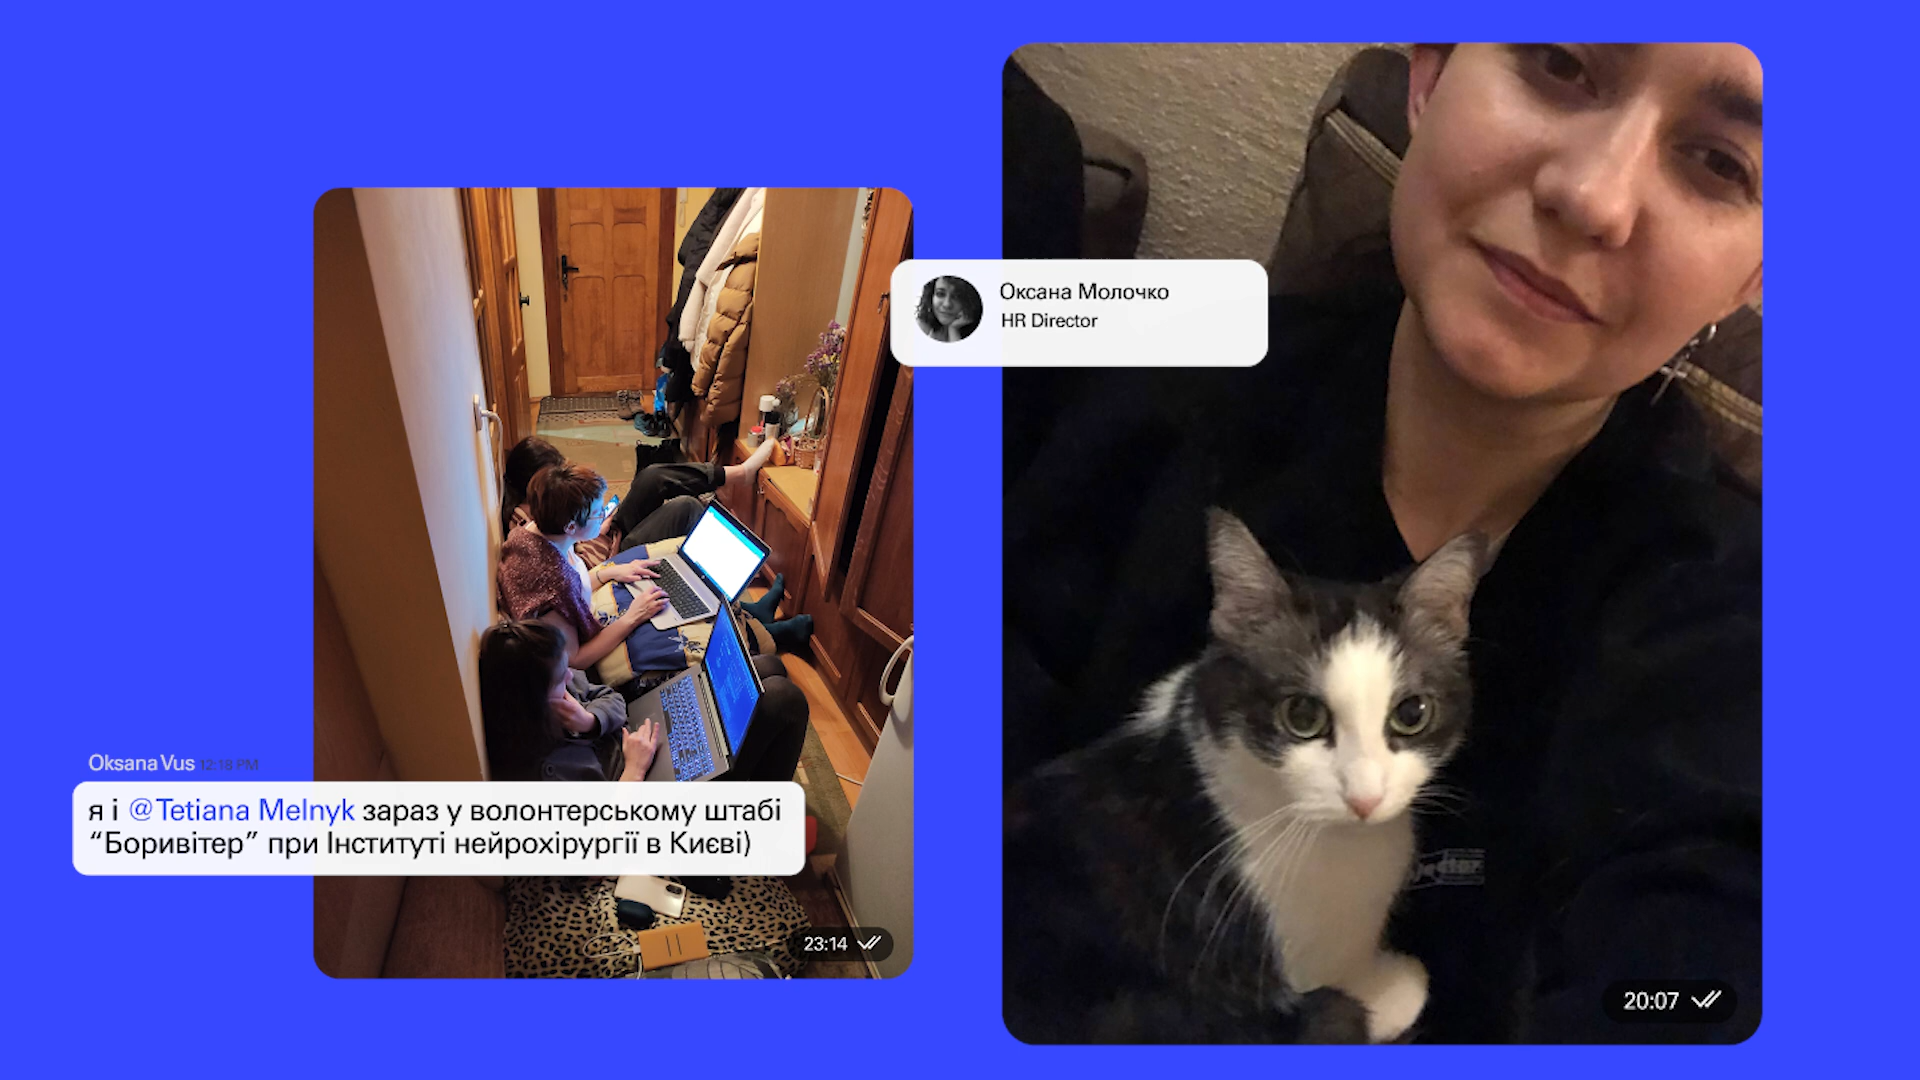 Оксана Молочко
HR Director
Oksana Vus 12:18 PM
я і @Tetiana Melnyk зараз у волонтерському штабі
“Боривітер” при Інституті нейрохірургії в Києві)
23:14
20:07